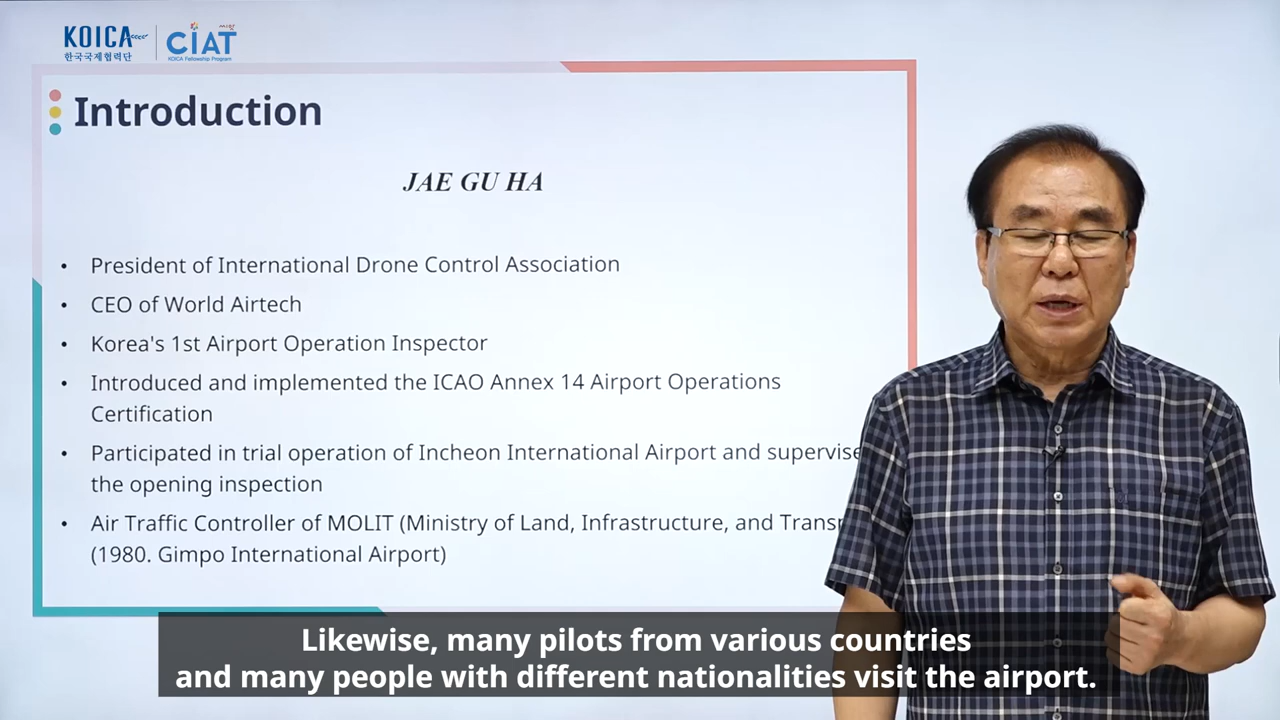 KOICA
한국국제협력단
CIAT
KOICA Fellowship Program
Introduction
JAE GU HA
• President of International Drone Control Association
• CEO of World Airtech
• Korea's 1st Airport Operation Inspector
• Introduced and implemented the ICAO Annex 14 Airport Operations
Certification
• Participated in trial operation of Incheon International Airport and supervise
the opening inspection
• Air Traffic Controller of MOLIT (Ministry of Land, Infrastructure, and Transp
(1980. Gimpo International Airport)
Likewise, many pilots from various countries
and many people with different nationalities visit the airport.